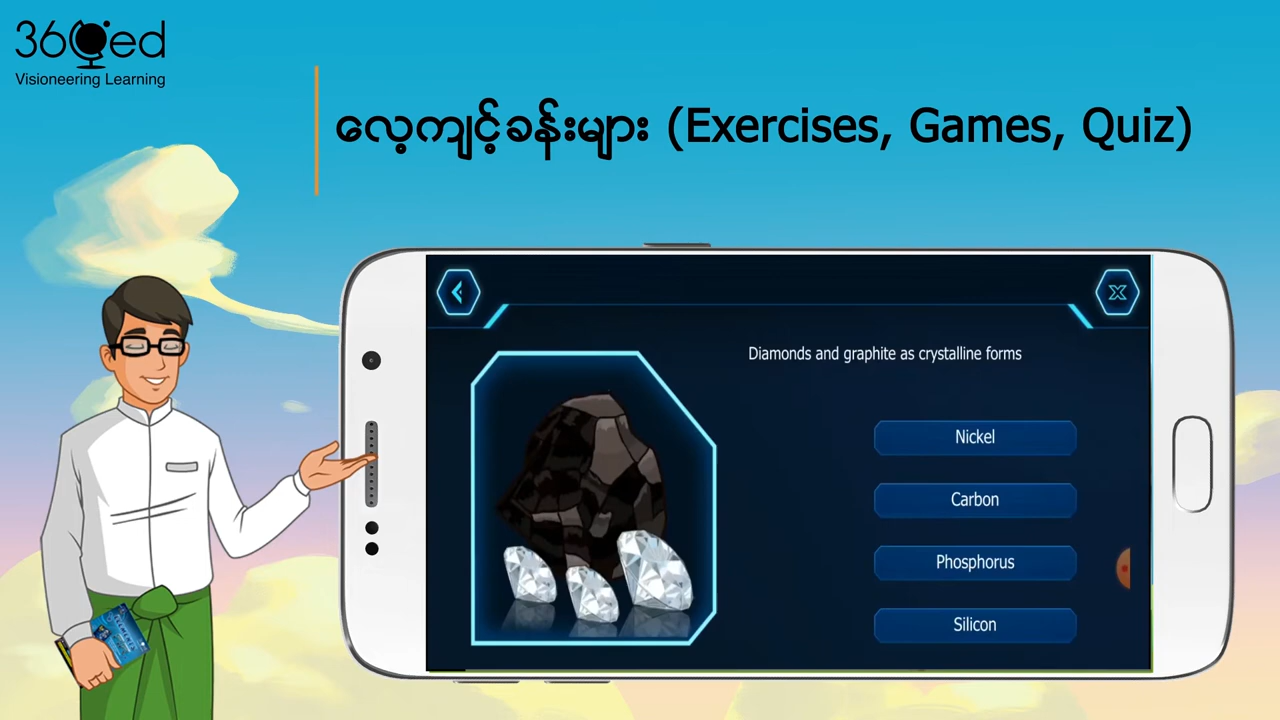 360ed
Visioneering Learning
လေ့ကျင့်ခန်းများ (Exercises, Games, Quiz)
Diamonds and graphite as crystalline forms
Nickel
Carbon
Phosphorus
Silicon